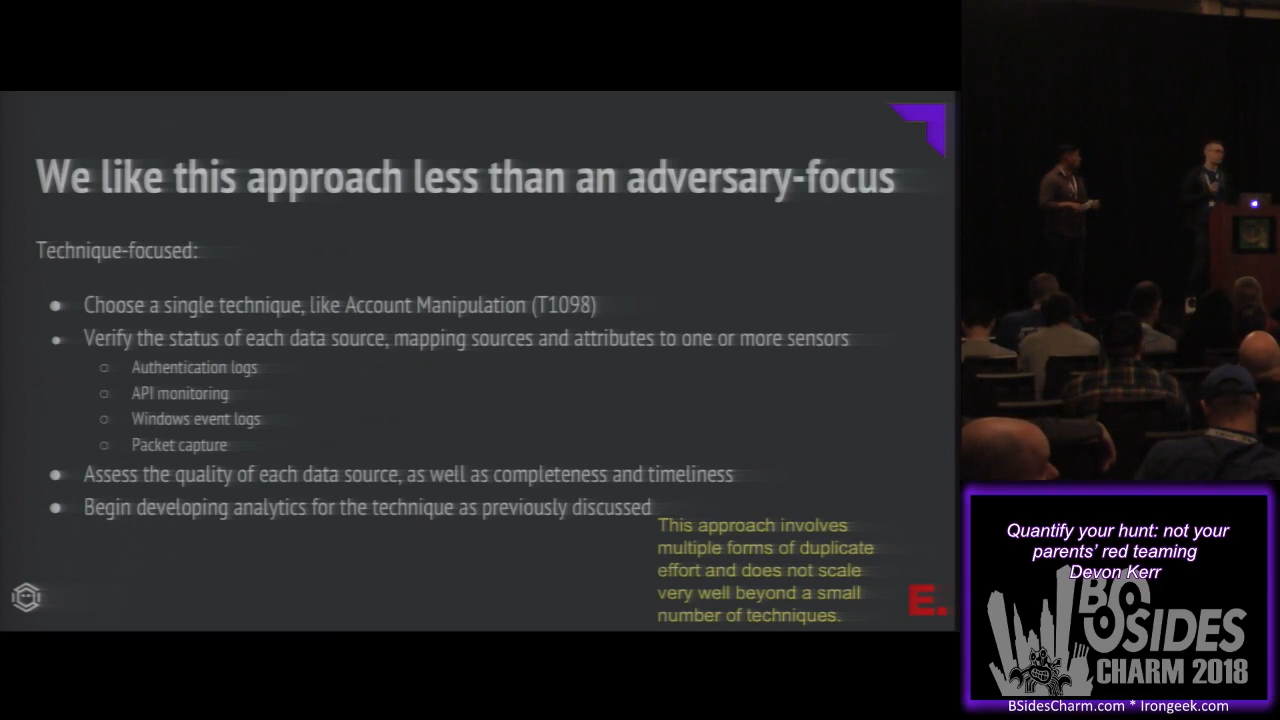 We like this approach less than an adversary-focus
Technique-focused:
Choose a single technique, like Account Manipulation (T1098)
Verify the status of each data source, mapping sources and attributes to one or more sensors
Authentication logs
API monitoring
Windows event logs
Packet capture
Assess the quality of each data source, as well as completeness and timeliness
Begin developing analytics for the technique as previously discussed
This approach involves
multiple forms of duplicate
effort and does not scale
very well beyond a small
number of techniques.
E.
Quantify your hunt: not your
parents' red teaming
Devon Kerr
BSIDES
CHARM 2018
BSidesCharm.com * Irongeek.com